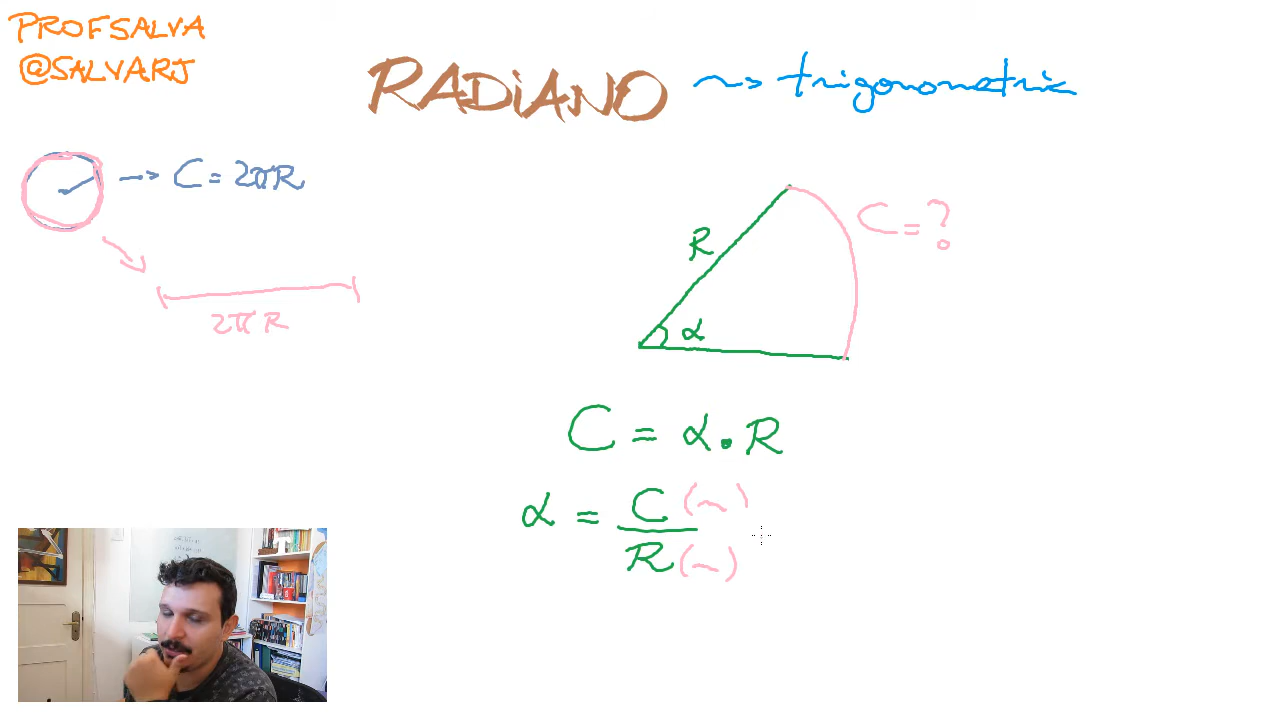 PROFSALVA
@SALVARJ
RADiANO ~> trigonometria
→ C = 2πR
2πR
R
α
C = ?
C = α • R
α = C (~)
R (~)